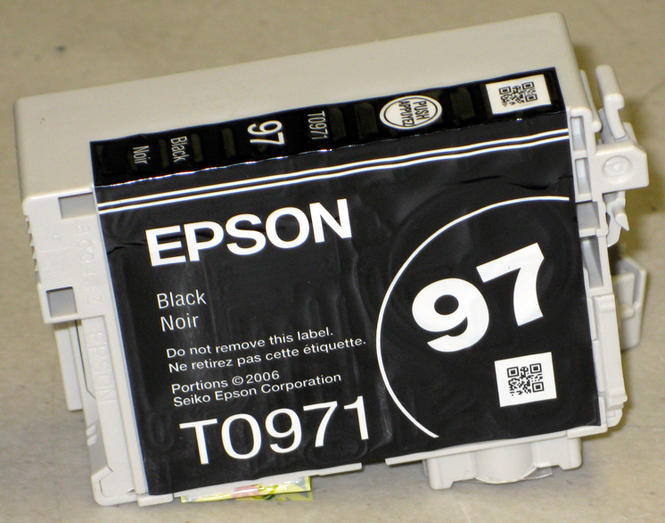 Noir
Black
97
T0971
PUSH
APPUYEZ
EPSON
Black
Noir
97
Do not remove this label.
Ne retirez pas cette étiquette.
Portions © 2006
Seiko Epson Corporation
T0971